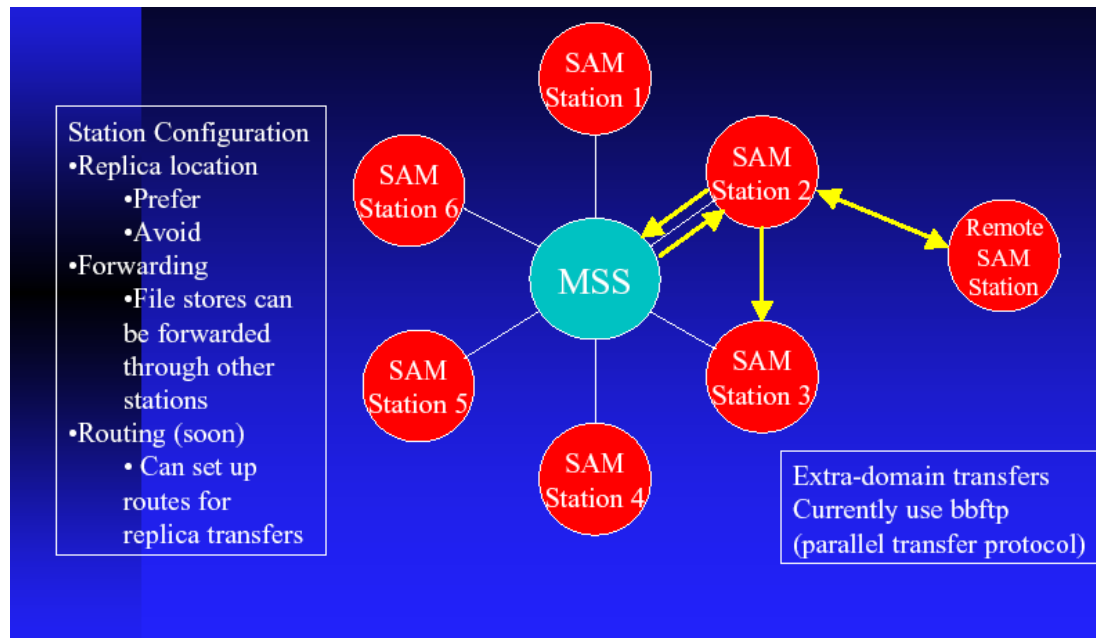 Station Configuration
•Replica location
•Prefer
•Avoid
•Forwarding
•File stores can
be forwarded
through other
stations
•Routing (soon)
• Can set up
routes for
replica transfers
SAM
Station 1
SAM
Station 6
SAM
Station 2
Remote
SAM
Station
MSS
SAM
Station 5
SAM
Station 3
SAM
Station 4
Extra-domain transfers
Currently use bbftp
(parallel transfer protocol)